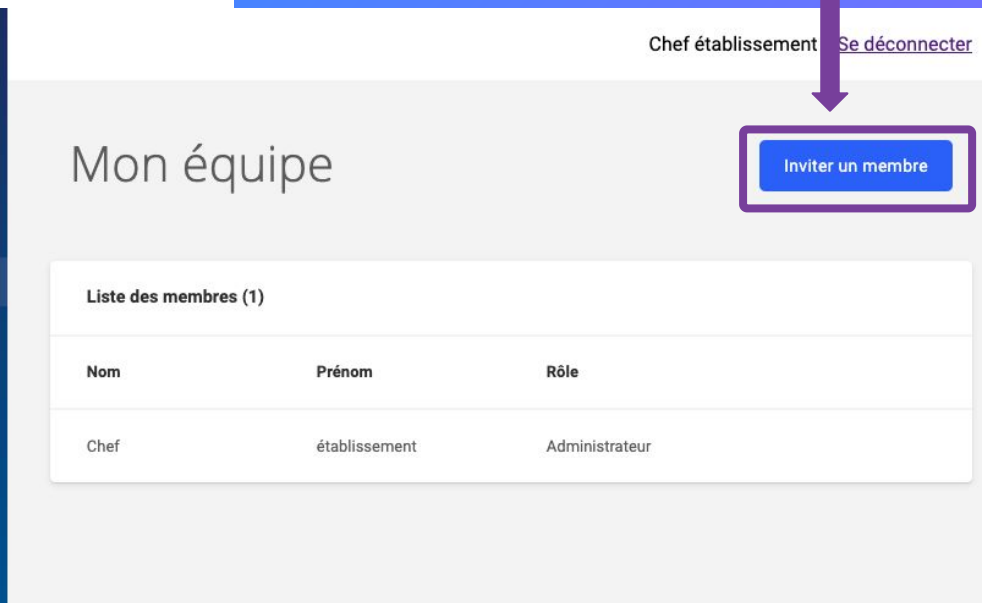 Chef établissement Se déconnecter
Mon équipe
Inviter un membre
Liste des membres (1)
Nom Prénom Rôle
Chef établissement Administrateur